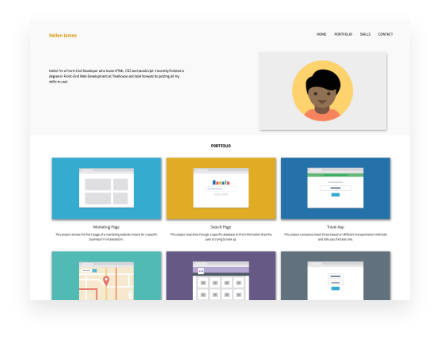 Kellen James
HOME PORTFOLIO SKILLS CONTACT
Hello! I'm a Front-End Developer who loves HTML, CSS and JavaScript. I recently finished a
degree in Front-End Web Development at Treehouse and look forward to putting all my
skills to use!
PORTFOLIO
Marketing Page
Search Page
Travel App
This project shows the front page of a marketing website meant for a specific
business
This project searches through a specific database to find information that the
user is trying to look up.
This project compares travel times based on different transportation methods
and tells you the best one.